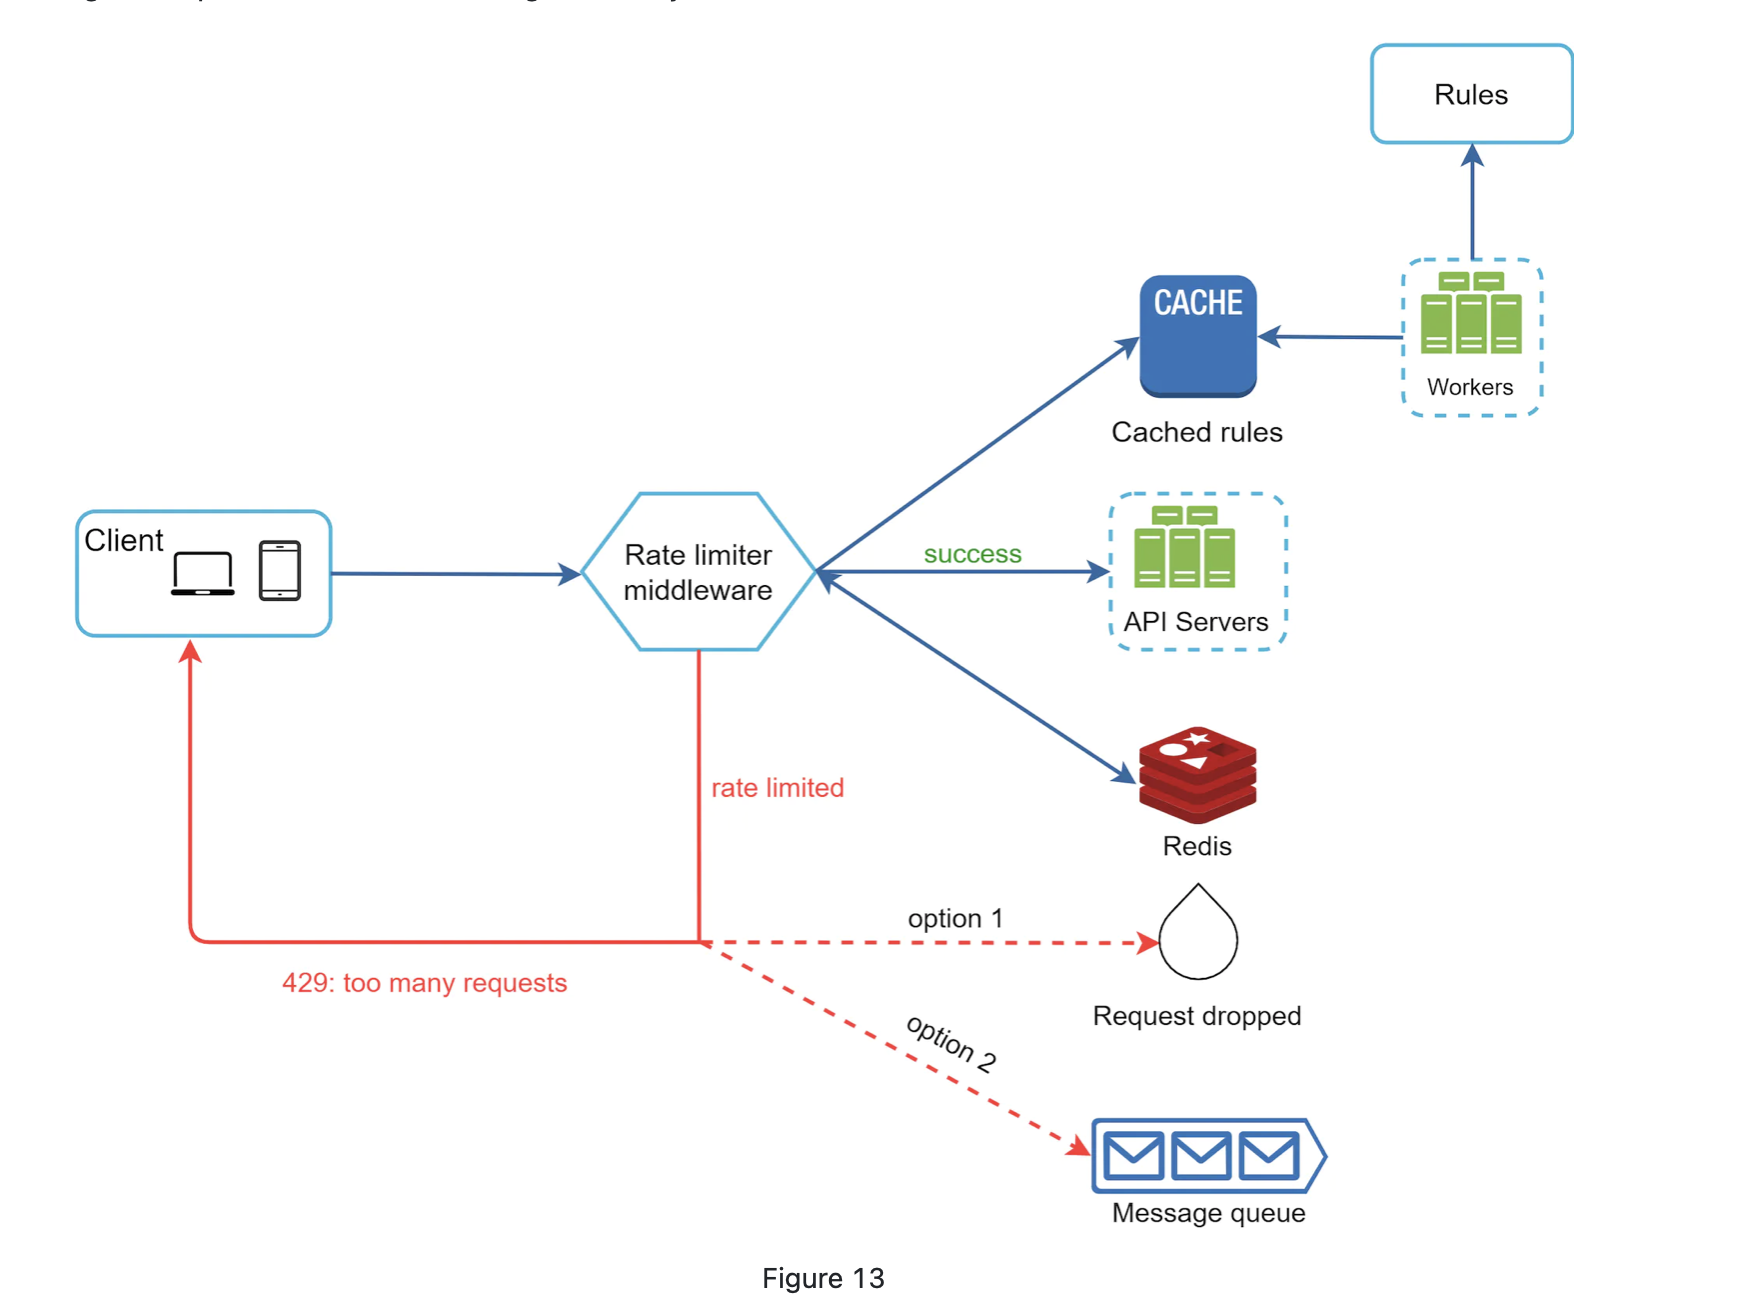 Rules
CACHE
Workers
Cached rules
Client
Rate limiter
middleware
success
API Servers
rate limited
Redis
option 1
429: too many requests
Request dropped
option 2
Message queue
Figure 13